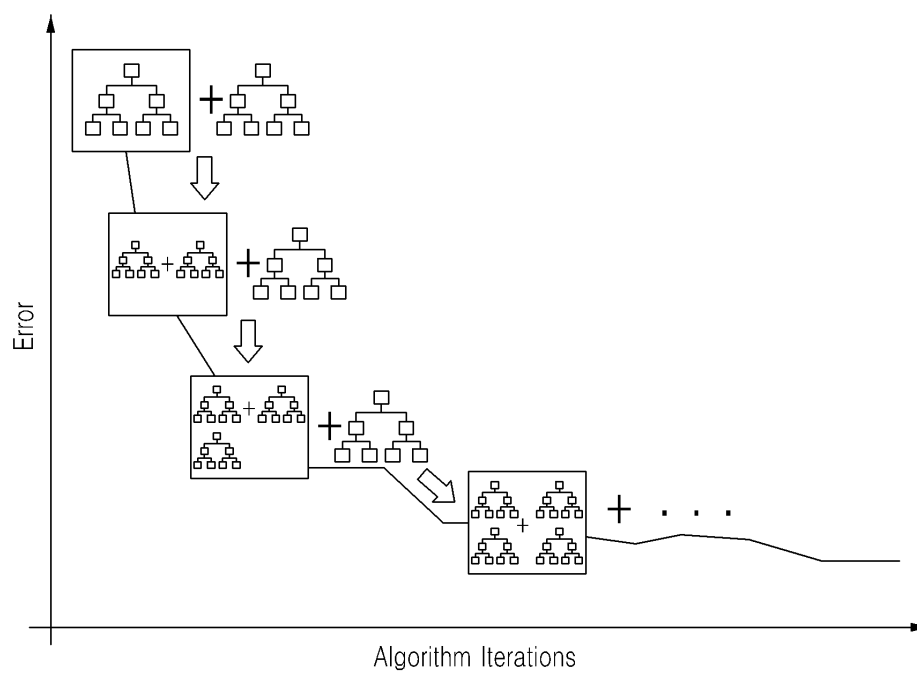 Error
+
+
+
+
+
+
+
+ . . .
Algorithm Iterations